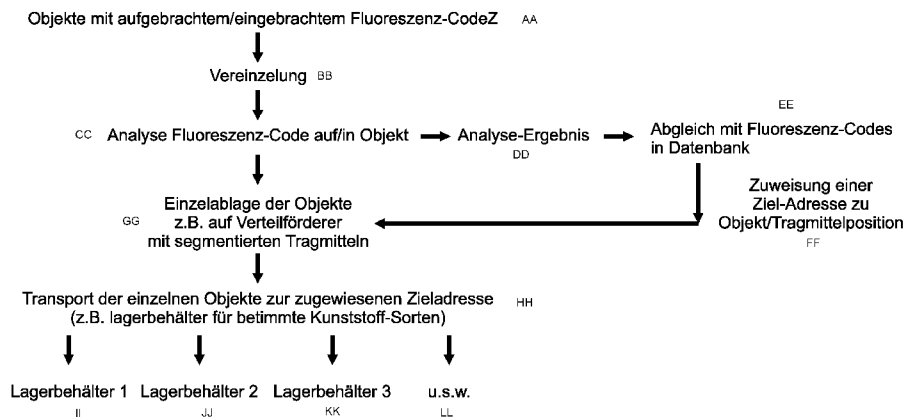 Objekte mit aufgebrachtem/eingebrachtem Fluoreszenz-CodeZ AA
Vereinzelung BB
CC Analyse Fluoreszenz-Code auf/in Objekt
Analyse-Ergebnis
DD
EE
Abgleich mit Fluoreszenz-Codes
in Datenbank
Zuweisung einer
Ziel-Adresse zu
Objekt/Tragmittelposition
FF
Einzelablage der Objekte
GG z.B. auf Verteilförderer
mit segmentierten Tragmitteln
Transport der einzelnen Objekte zur zugewiesenen Zieladresse HH
(z.B. lagerbehälter für betimmte Kunststoff-Sorten)
Lagerbehälter 1 Lagerbehälter 2 Lagerbehälter 3 u.s.w.
II JJ KK LL